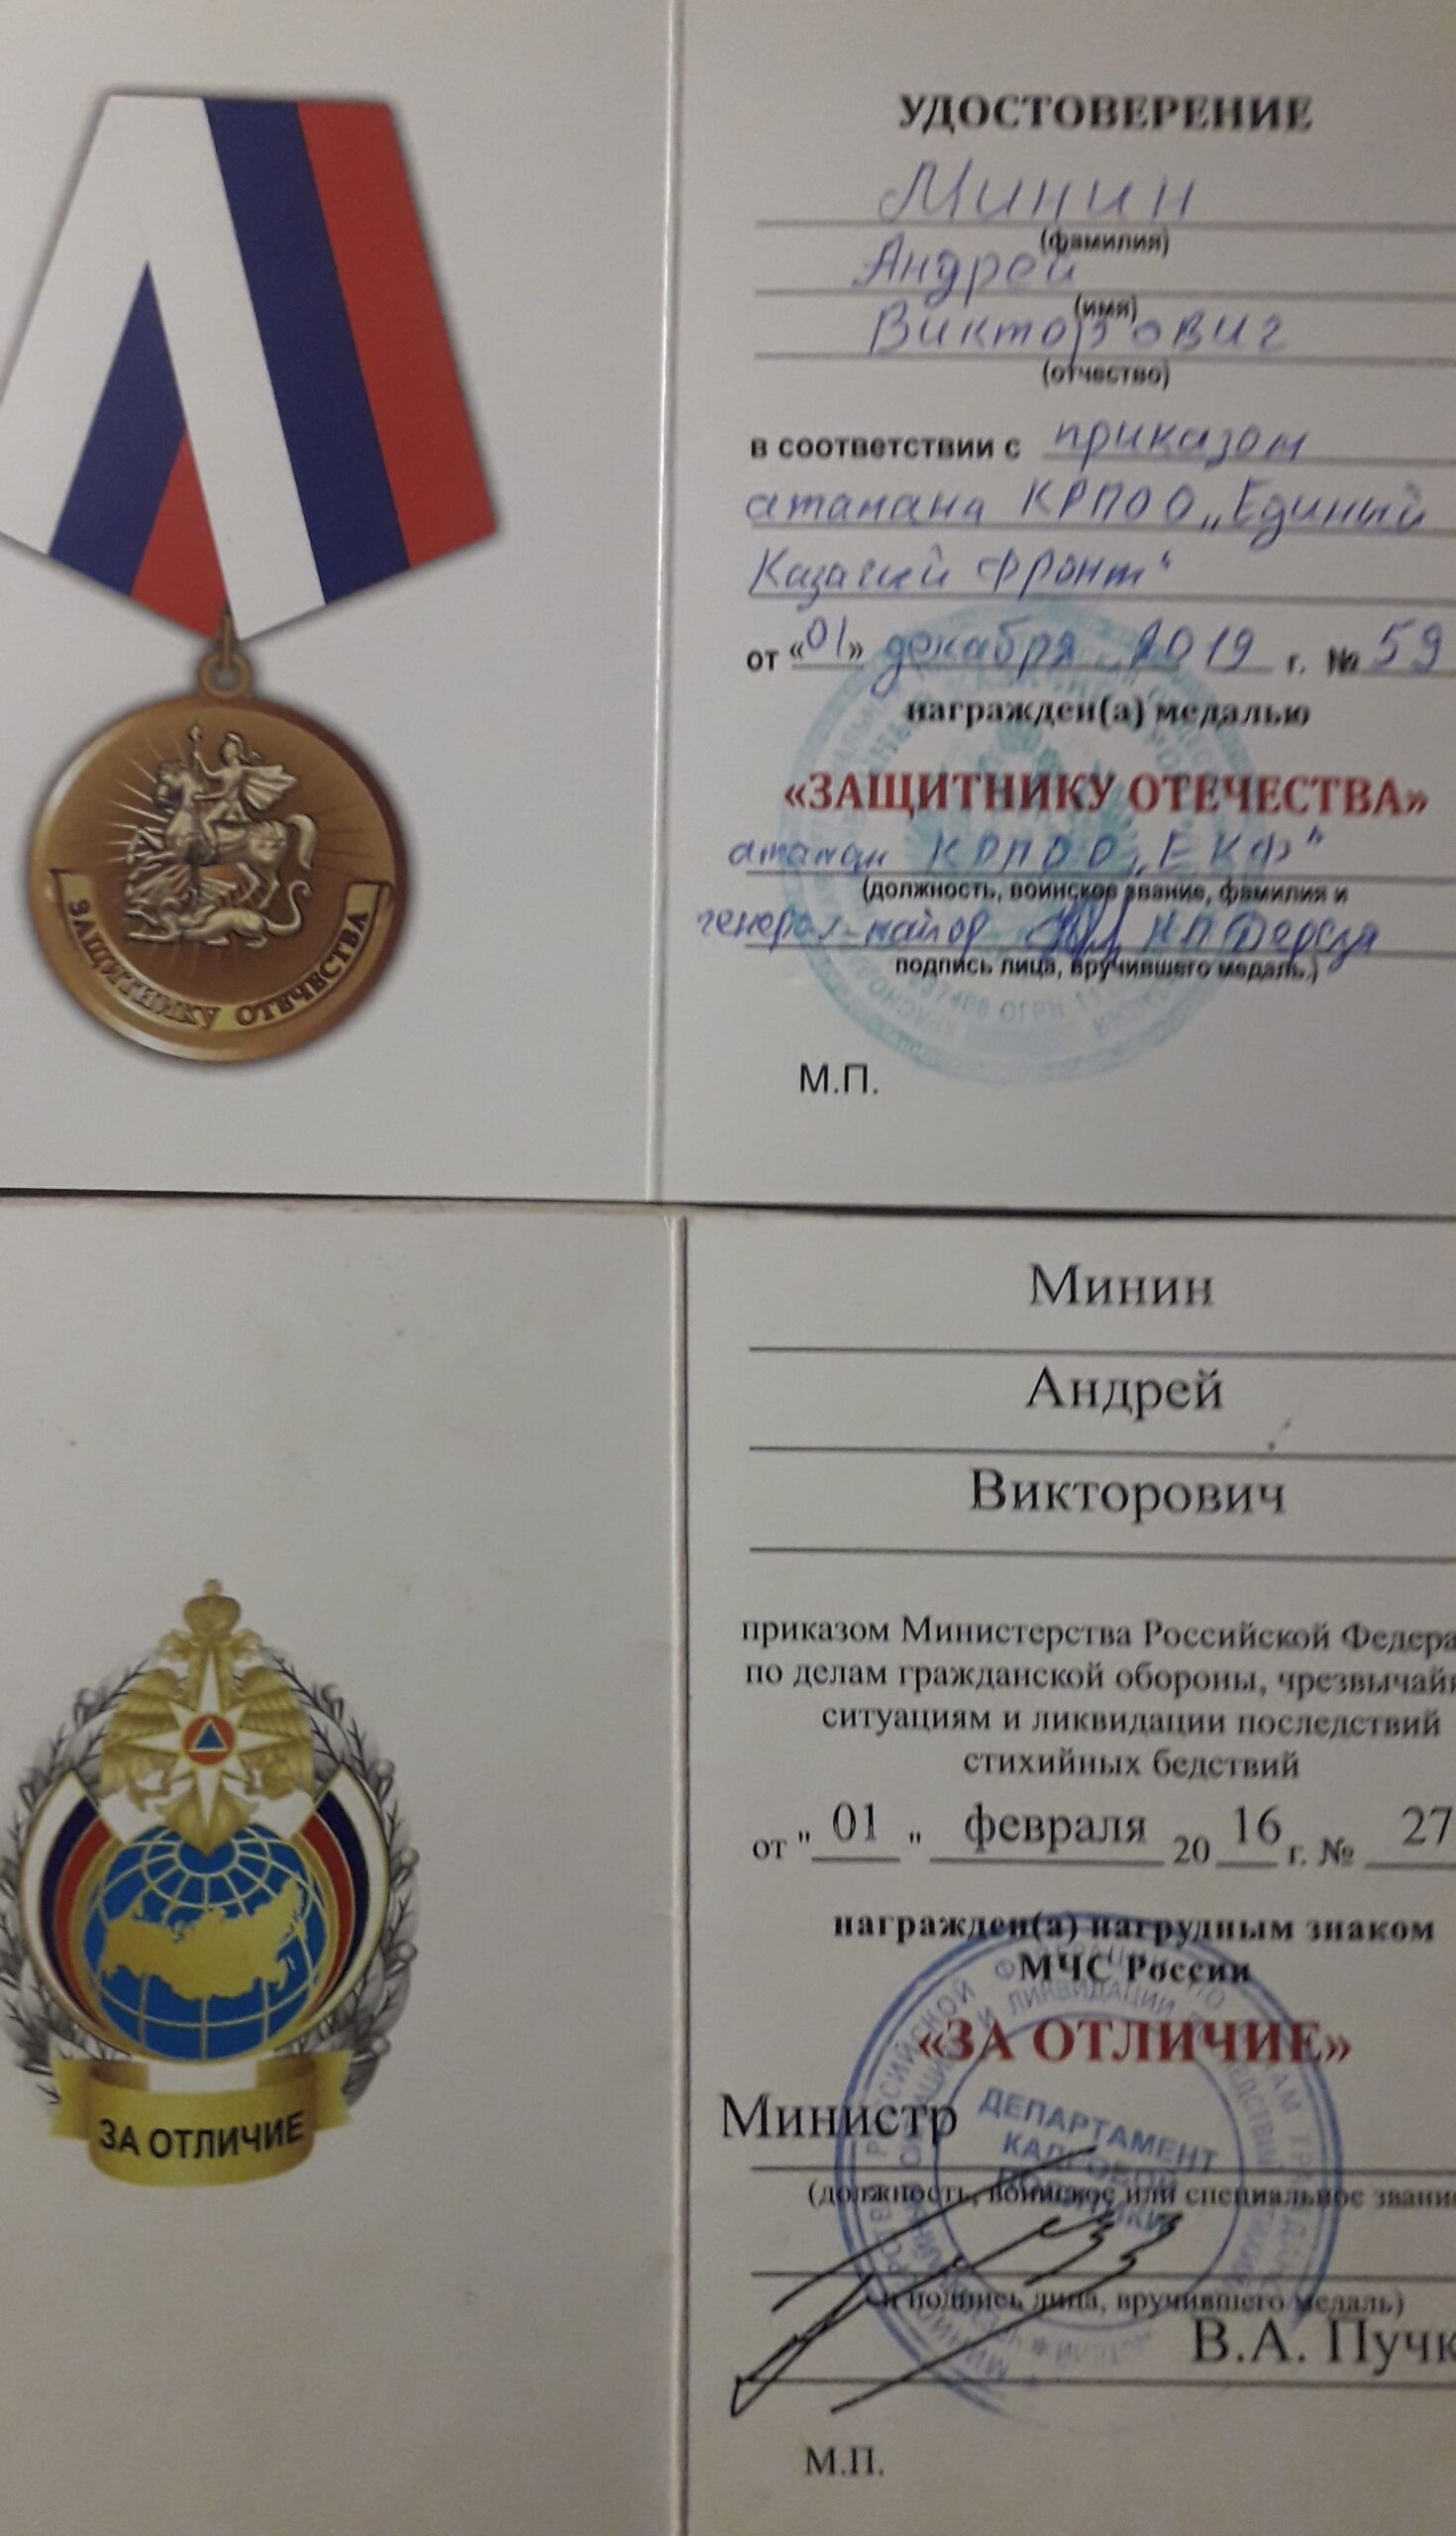 УДОСТОВЕРЕНИЕ
Минин
(фамилия)
Андрей
(имя)
Викторович
(отчество)
в соответствии с приказом
атамана КРПОО „Единый
Казачий Фронт“
от «01» декабря 2019 г. № 59
награжден(а) медалью
«ЗАЩИТНИКУ ОТЕЧЕСТВА»
атаман КРПОО „ЕКФ“
(должность, воинское звание, фамилия и
генерал-майор Н.П.
подпись лица, вручившего медаль.)
М.П.
ЗАЩИТНИКУ ОТЕЧЕСТВА
Минин
Андрей
Викторович
приказом Министерства Российской Федера
по делам гражданской обороны, чрезвычай
ситуациям и ликвидации последствий
стихийных бедствий
от "01" февраля 2016 г. № 27
награжден(а) нагрудным знаком
МЧС России
«ЗА ОТЛИЧИЕ»
Министр
ДЕПАРТАМЕНТ
КАДРОВОЙ
ПОЛИТИКИ
(должность, воинское или специальное звани
и подпись лица, вручившего медаль)
В.А. Пучк
М.П.
ЗА ОТЛИЧИЕ